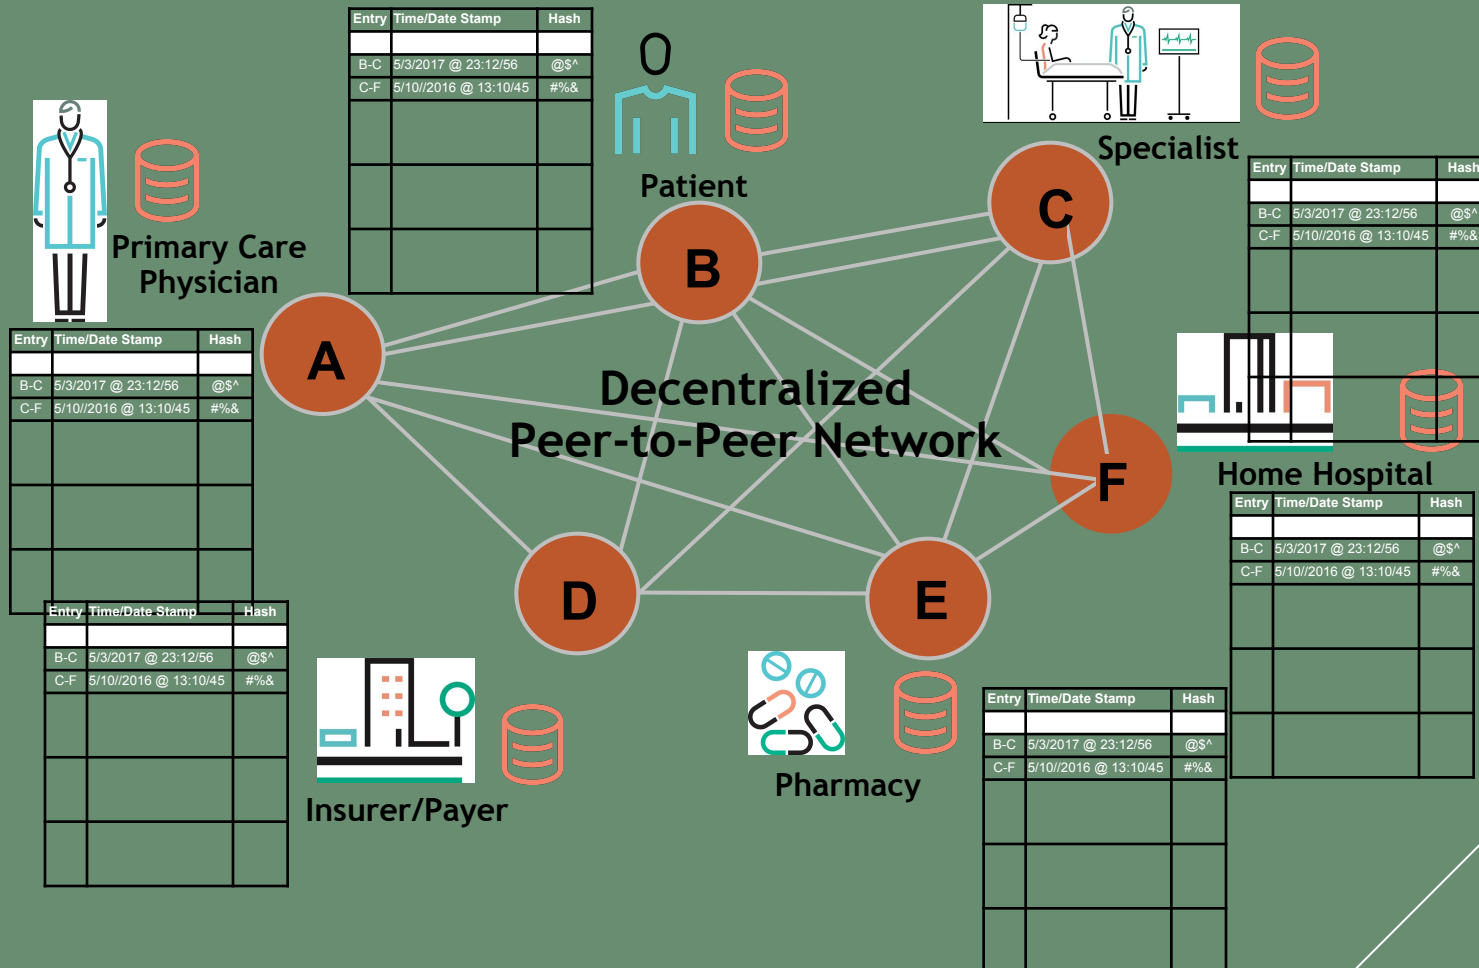 Entry Time/Date Stamp Hash
B-C 5/3/2017 @ 23:12/56 @$^
C-F 5/10//2016 @ 13:10/45 #%&
Patient
Specialist
Entry Time/Date Stamp Hash
B-C 5/3/2017 @ 23:12/56 @$^
C-F 5/10//2016 @ 13:10/45 #%&
Primary Care
Physician
Entry Time/Date Stamp Hash
B-C 5/3/2017 @ 23:12/56 @$^
C-F 5/10//2016 @ 13:10/45 #%&
A
B
C
Decentralized
Peer-to-Peer Network
F
D
E
Home Hospital
Entry Time/Date Stamp Hash
B-C 5/3/2017 @ 23:12/56 @$^
C-F 5/10//2016 @ 13:10/45 #%&
Entry Time/Date Stamp Hash
B-C 5/3/2017 @ 23:12/56 @$^
C-F 5/10//2016 @ 13:10/45 #%&
Insurer/Payer
Pharmacy
Entry Time/Date Stamp Hash
B-C 5/3/2017 @ 23:12/56 @$^
C-F 5/10//2016 @ 13:10/45 #%&